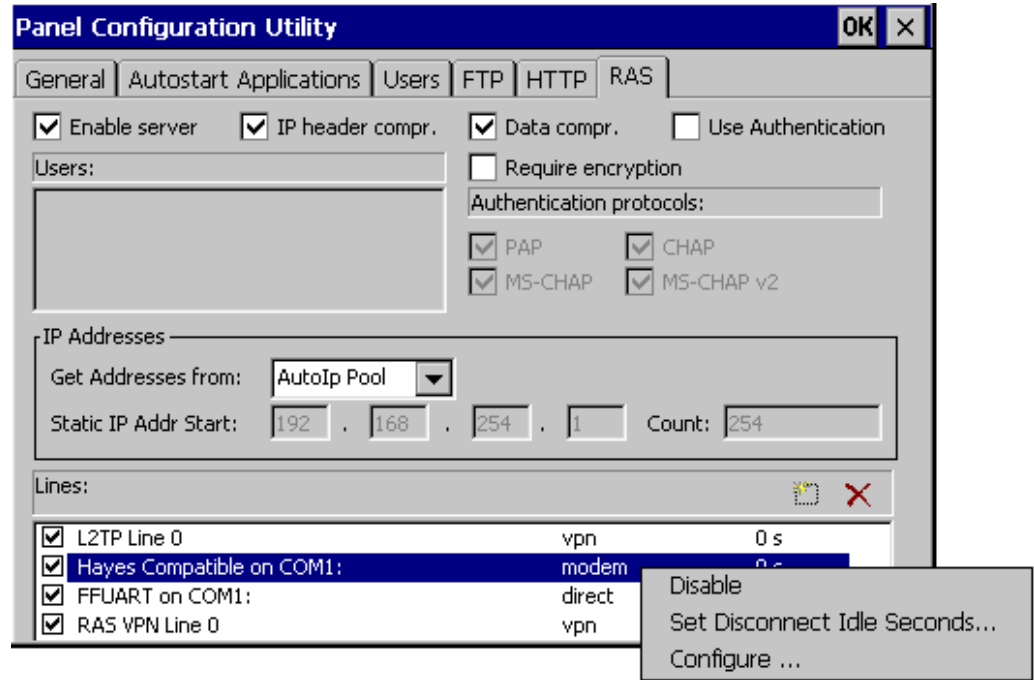 Panel Configuration Utility OK ×
General Autostart Applications Users FTP HTTP RAS
Enable server IP header compr. Data compr. Use Authentication
Users: Require encryption
Authentication protocols:
PAP CHAP
MS-CHAP MS-CHAP v2
IP Addresses
Get Addresses from: AutoIp Pool
Static IP Addr Start: 192 . 168 . 254 . 1 Count: 254
Lines:
L2TP Line 0 vpn 0 s
Hayes Compatible on COM1: modem
FFUART on COM1: direct
RAS VPN Line 0 vpn
Disable
Set Disconnect Idle Seconds...
Configure ...